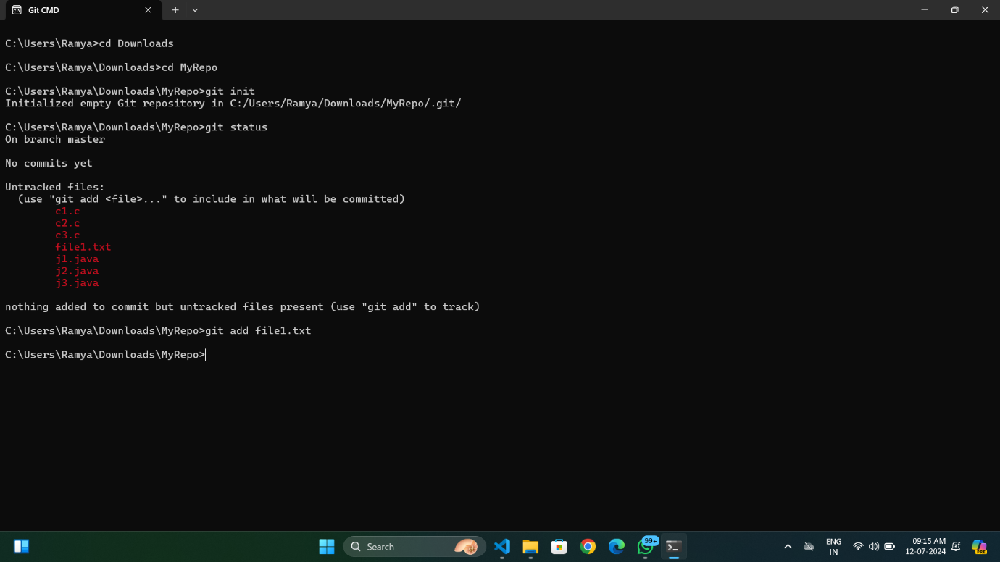 Git CMD
C:\Users\Ramya>cd Downloads
C:\Users\Ramya\Downloads>cd MyRepo
C:\Users\Ramya\Downloads\MyRepo>git init
Initialized empty Git repository in C:/Users/Ramya/Downloads/MyRepo/.git/
C:\Users\Ramya\Downloads\MyRepo>git status
On branch master
No commits yet
Untracked files:
  (use "git add <file>..." to include in what will be committed)
        c1.c
        c2.c
        c3.c
        file1.txt
        j1.java
        j2.java
        j3.java
nothing added to commit but untracked files present (use "git add" to track)
C:\Users\Ramya\Downloads\MyRepo>git add file1.txt
C:\Users\Ramya\Downloads\MyRepo>
Search
99+
ENG
IN
09:15 AM
12-07-2024
PRE